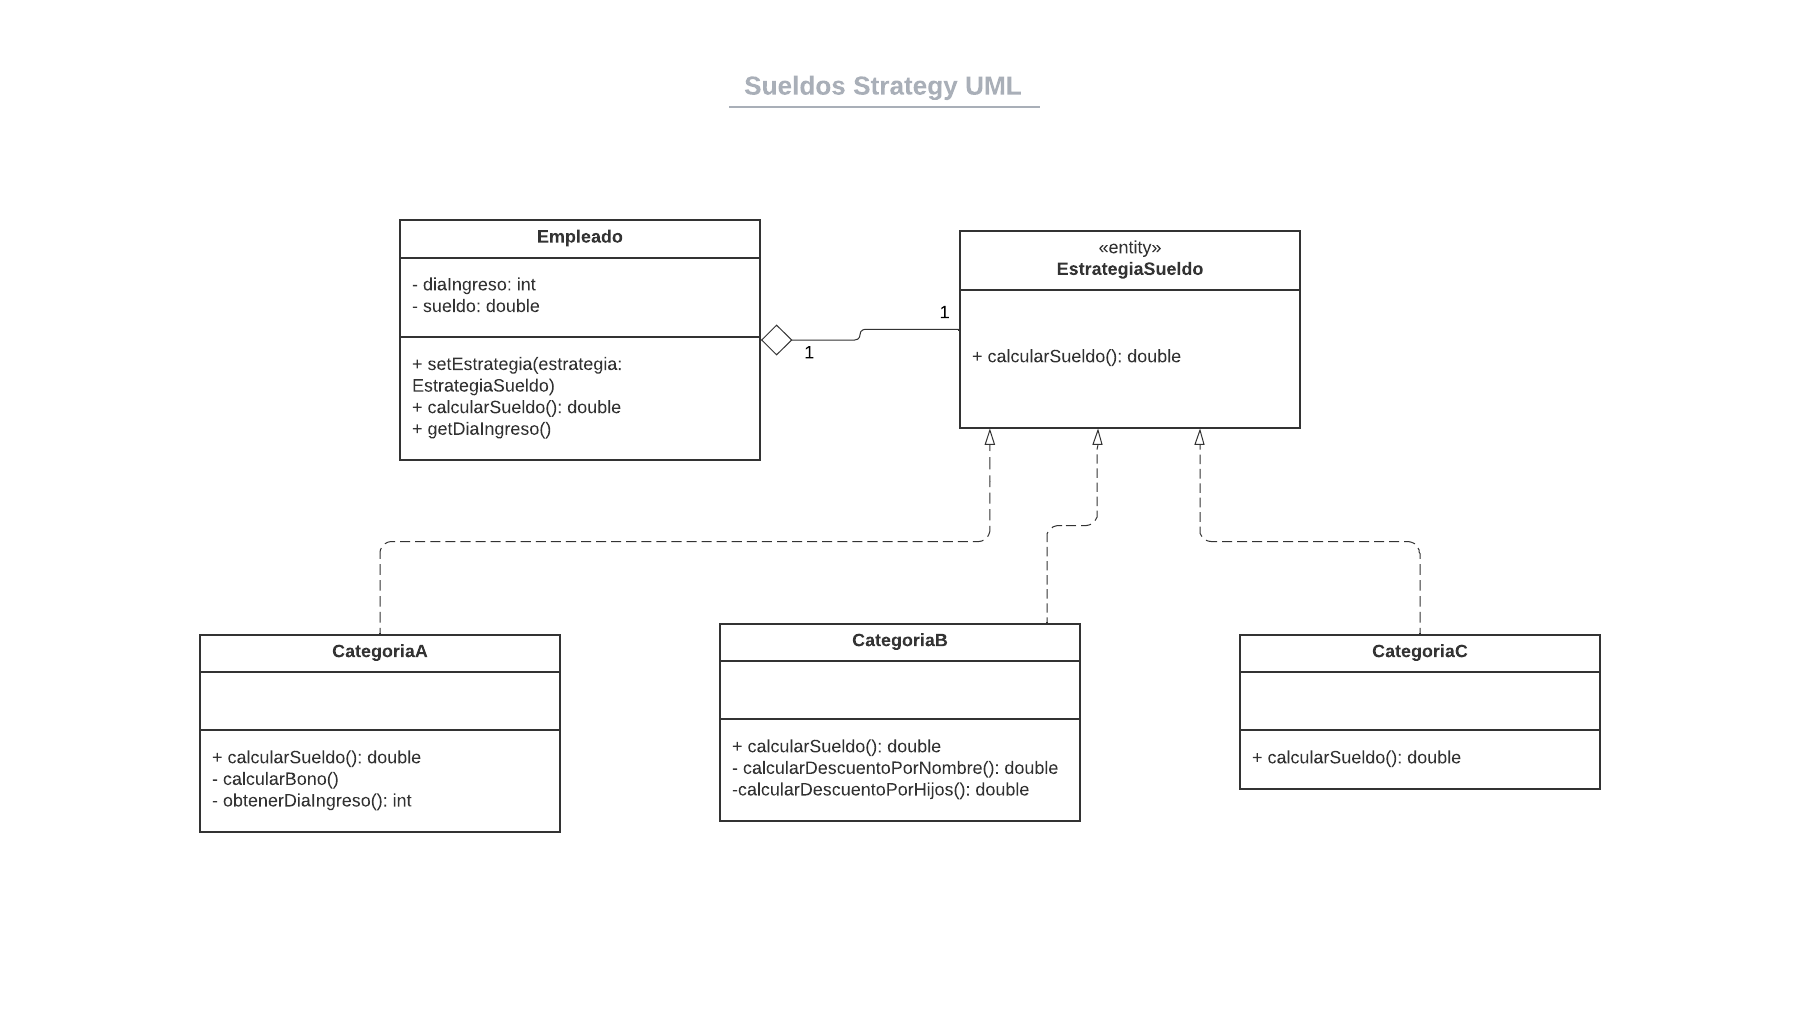 Sueldos Strategy UML
Empleado
- diaIngreso: int
- sueldo: double
+ setEstrategia(estrategia:
EstrategiaSueldo)
+ calcularSueldo(): double
+ getDiaIngreso()
1
1
«entity»
EstrategiaSueldo
+ calcularSueldo(): double
CategoriaA
+ calcularSueldo(): double
- calcularBono()
- obtenerDiaIngreso(): int
CategoriaB
+ calcularSueldo(): double
- calcularDescuentoPorNombre(): double
-calcularDescuentoPorHijos(): double
CategoriaC
+ calcularSueldo(): double